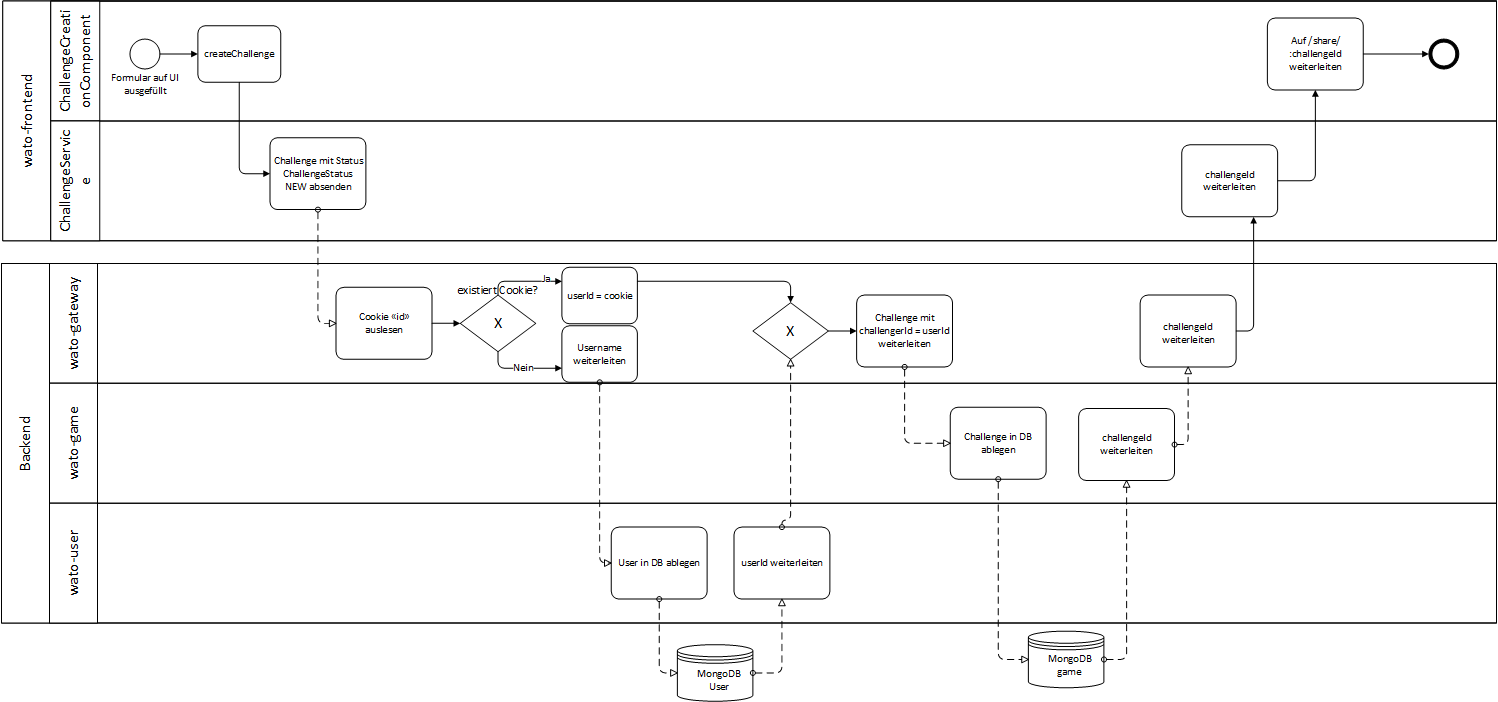 wato-frontend
ChallengeCreati
onComponent
Formular auf UI
ausgefüllt
createChallenge
Auf /share/
:challengeId
weiterleiten
ChallengeServic
e
Challenge mit Status
ChallengeStatus
NEW absenden
challengeId
weiterleiten
Backend
wato-gateway
Cookie «id»
auslesen
existiert Cookie?
X
Ja
Nein
userId = cookie
Username
weiterleiten
X
Challenge mit
challengerId = userId
weiterleiten
challengeId
weiterleiten
wato-game
Challenge in DB
ablegen
challengeId
weiterleiten
wato-user
User in DB ablegen
userId weiterleiten
MongoDB
User
MongoDB
game